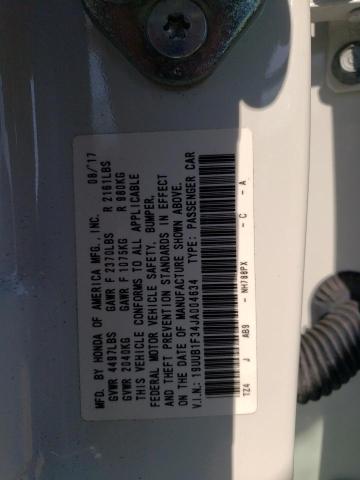 MFD. BY HONDA OF AMERICA MFG., INC. 08/17
GVWR 4497LBS GAWR F 2370LBS R 2161LBS
GVWR 2040KG GAWR F 1075KG R 980KG
THIS VEHICLE CONFORMS TO ALL APPLICABLE
FEDERAL MOTOR VEHICLE SAFETY, BUMPER,
AND THEFT PREVENTION STANDARDS IN EFFECT
ON THE DATE OF MANUFACTURE SHOWN ABOVE.
V.I.N.: 19UUB1F34JA004634 TYPE: PASSENGER CAR
TZ4 J AB9 - NH788PX - C - A